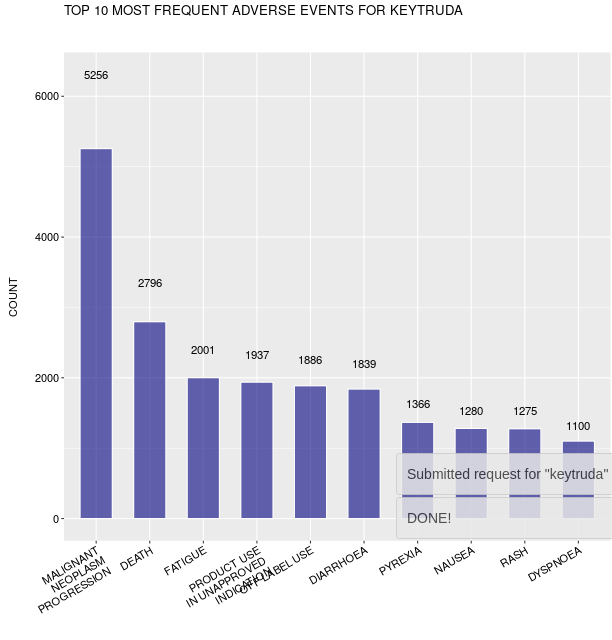 TOP 10 MOST FREQUENT ADVERSE EVENTS FOR KEYTRUDA
5256
6000
2796
4000
COUNT
2001
1937
1886
1839
2000
1366
1280
1275
1100
Submitted request for "keytruda"
0
DONE!
MALIGNANT
NEOPLASM
PROGRESSION
DEATH
FATIGUE
PRODUCT USE
IN UNAPPROVED
INDICATION
OFF LABEL USE
DIARRHOEA
PYREXIA
NAUSEA
RASH
DYSPNOEA